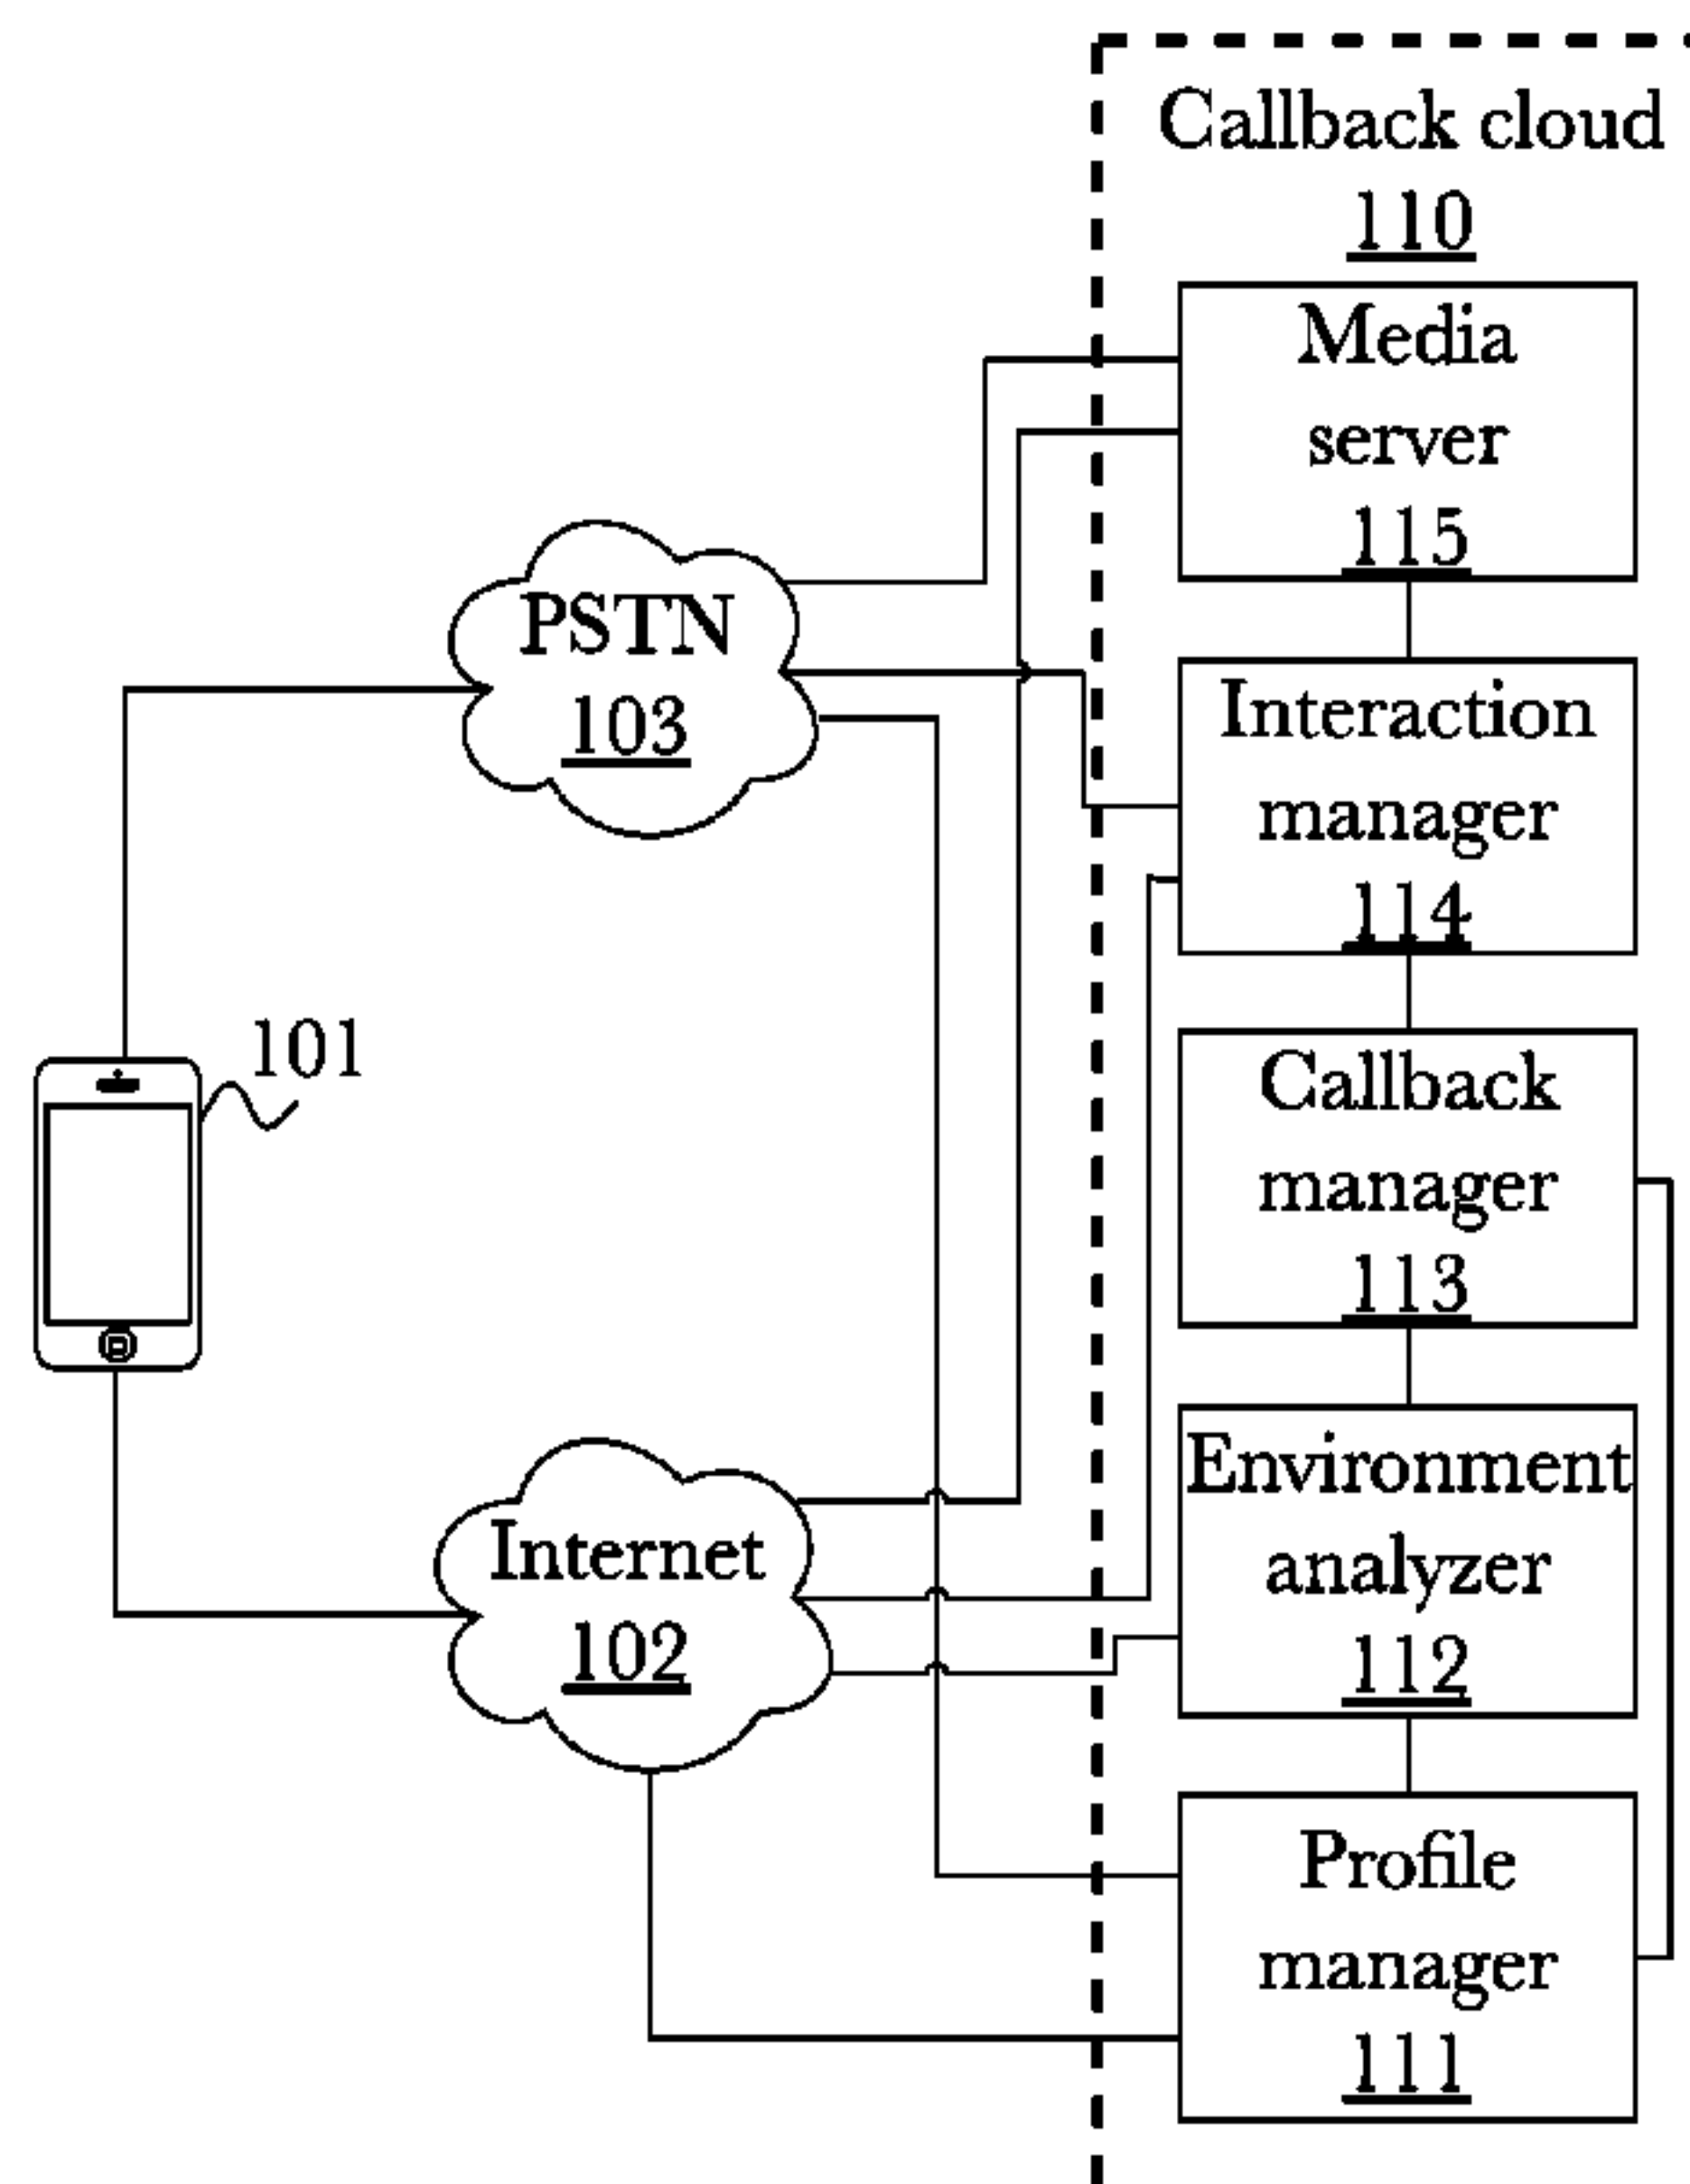 Callback cloud
110
Media
server
115
PSTN
103
Interaction
manager
114
101
Callback
manager
113
Internet
102
Environment
analyzer
112
Profile
manager
111